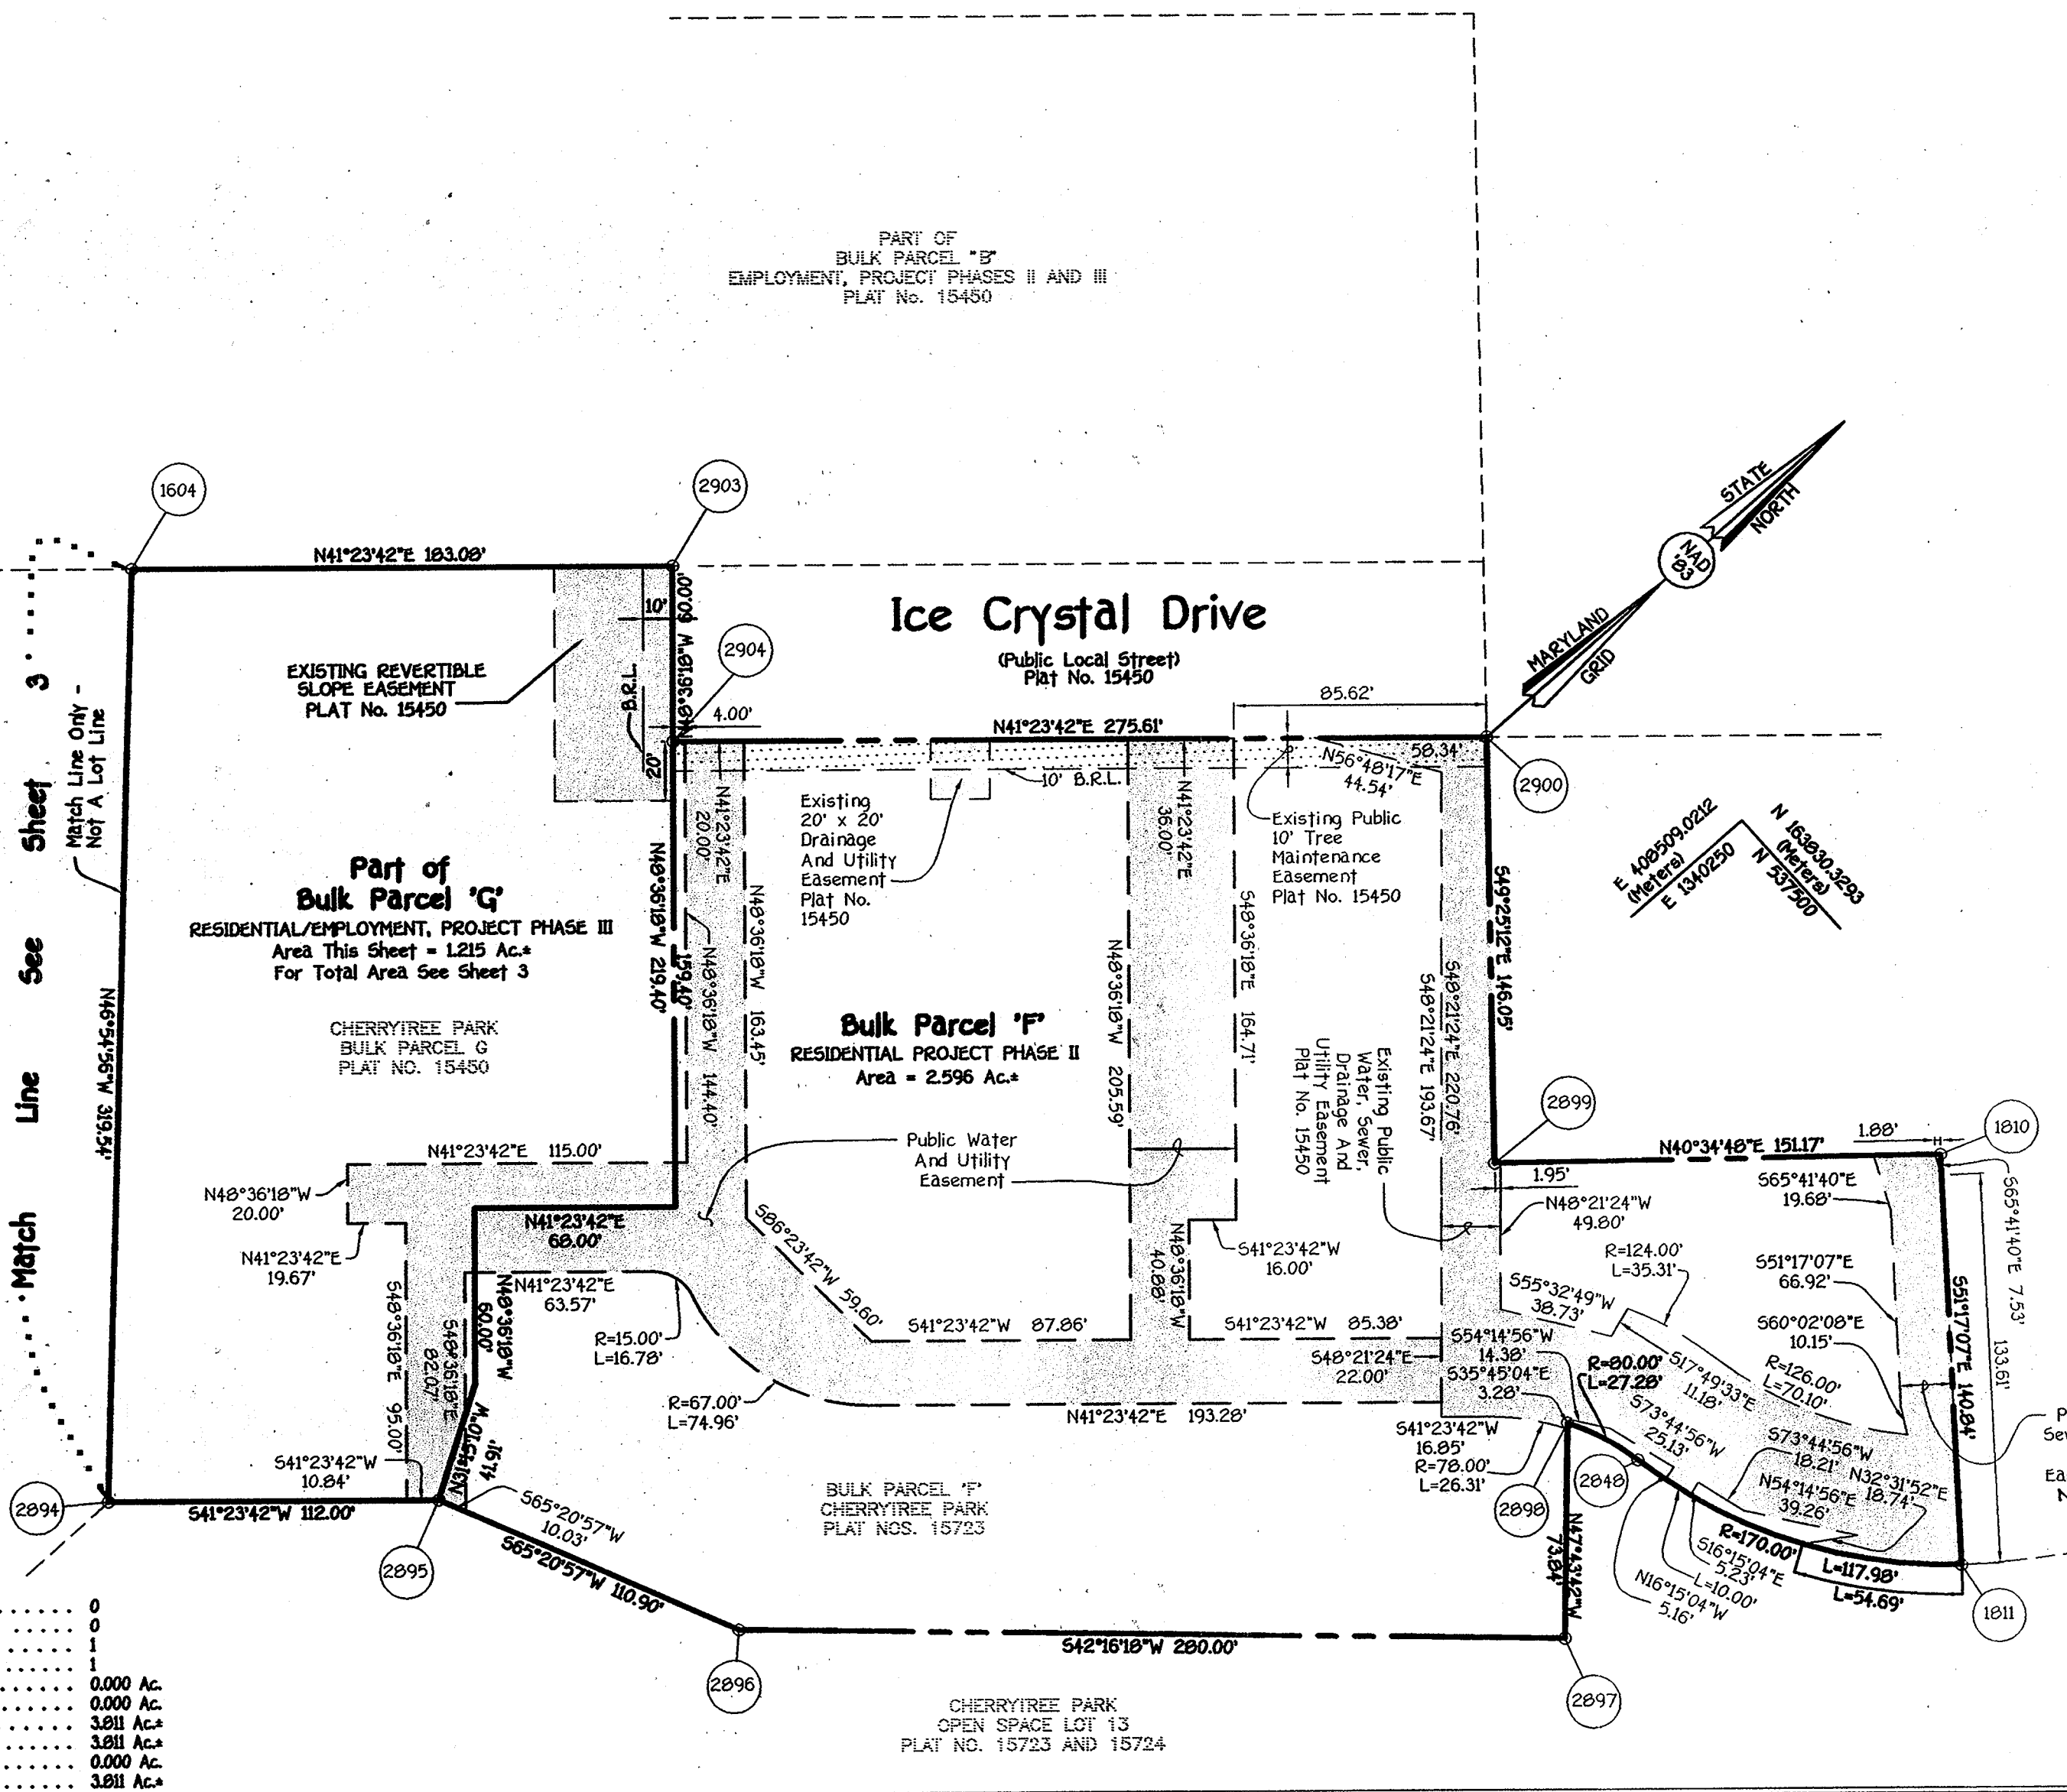 PART OF
BULK PARCEL "B"
EMPLOYMENT, PROJECT PHASES II AND III
PLAT No. 15450
1604
2903
N41°23'42"E 183.08'
10'
N48°36'18"W 60.00'
2904
Ice Crystal Drive
(Public Local Street)
Plat No. 15450
STATE
NORTH
NAD
'83
MARYLAND
GRID
EXISTING REVERTIBLE
SLOPE EASEMENT
PLAT No. 15450
B.R.L.
20'
4.00'
N41°23'42"E 275.61'
85.62'
58.34'
N56°48'17"E
44.54'
2900
10' B.R.L.
Match Line See Sheet 3
Match Line Only -
Not A Lot Line
N46°54'56"W 319.54'
Part of
Bulk Parcel 'G'
RESIDENTIAL/EMPLOYMENT, PROJECT PHASE III
Area This Sheet = 1.215 Ac.±
For Total Area See Sheet 3
CHERRYTREE PARK
BULK PARCEL G
PLAT NO. 15450
N48°36'18"W 219.40'
159.40'
N41°23'42"E
20.00'
N48°36'18"W 144.40'
N48°36'18"W 163.45'
Existing
20' x 20'
Drainage
And Utility
Easement
Plat No.
15450
N41°23'42"E
36.00'
N48°36'18"W 205.59'
S48°36'18"E 164.71'
Existing Public
10' Tree
Maintenance
Easement
Plat No. 15450
Bulk Parcel 'F'
RESIDENTIAL PROJECT PHASE II
Area = 2.596 Ac.±
Existing Public
Water, Sewer,
Drainage And
Utility Easement
Plat No. 15450
S48°21'24"E 193.67'
S48°21'24"E 220.76'
S49°25'12"E 146.05'
E 408509.0212
(Meters)
E 1340250
N 163830.3293
(Meters)
N 537500
Public Water
And Utility
Easement
2899
N40°34'48"E 151.17'
1.88'
1810
1.95'
N48°21'24"W
49.80'
S65°41'40"E
19.68'
S65°41'40"E 7.53'
133.61'
S51°17'07"E 140.84'
S51°17'07"E
66.92'
S60°02'08"E
10.15'
R=124.00'
L=35.31'
R=126.00'
L=70.10'
S55°32'49"W
38.73'
S17°49'33"E
11.18'
S73°44'56"W
25.13'
S73°44'56"W
18.21'
N32°31'52"E
18.74'
N54°14'56"E
39.26'
N41°23'42"E 115.00'
N48°36'18"W
20.00'
N41°23'42"E
19.67'
N41°23'42"E
68.00'
N41°23'42"E
63.57'
R=15.00'
L=16.78'
S86°23'42"W 59.60'
S41°23'42"W 87.86'
N48°36'18"W
40.88'
S41°23'42"W
16.00'
S41°23'42"W 85.38'
S48°21'24"E
22.00'
S54°14'56"W
14.38'
S35°45'04"E
3.28'
R=80.00'
L=27.28'
S48°36'18"E 95.00'
S48°36'18"E
82.07'
N48°36'18"W
60.00'
41.91'
R=67.00'
L=74.96'
N41°23'42"E 193.28'
S41°23'42"W
16.85'
R=78.00'
L=26.31'
S41°23'42"W
10.84'
2894
S41°23'42"W 112.00'
2895
S65°20'57"W
10.03'
S65°20'57"W 110.90'
BULK PARCEL 'F'
CHERRYTREE PARK
PLAT NOS. 15723
2898
2848
N47°43'42"W
73.84'
R=170.00'
L=117.98'
L=54.69'
S16°15'04"E
5.23'
L=10.00'
N16°15'04"W
5.16'
1811
2896
S42°16'18"W 280.00'
2897
CHERRYTREE PARK
OPEN SPACE LOT 13
PLAT NO. 15723 AND 15724
0
0
1
1
0.000 Ac.
0.000 Ac.
3.811 Ac.±
3.811 Ac.±
0.000 Ac.
3.811 Ac.±